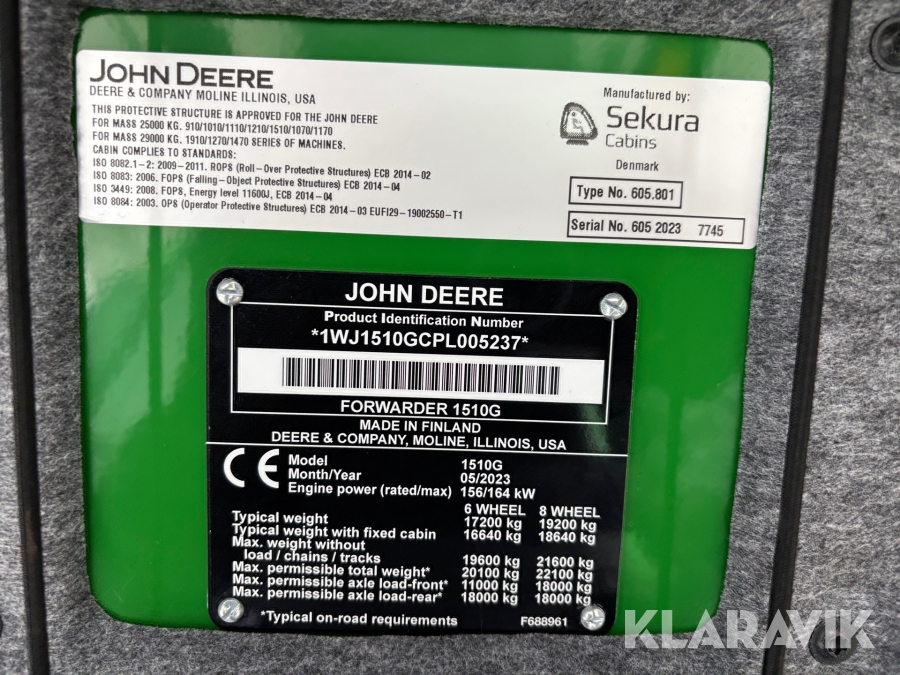 JOHN DEERE
DEERE & COMPANY MOLINE ILLINOIS, USA
THIS PROTECTIVE STRUCTURE IS APPROVED FOR THE JOHN DEERE
FOR MASS 25000 KG. 910/1010/1110/1210/1510/1070/1170
FOR MASS 29000 KG. 1910/1270/1470 SERIES OF MACHINES.
CABIN COMPLIES TO STANDARDS:
ISO 8082.1-2: 2009-2011. ROPS (Roll-Over Protective Structures) ECB 2014-02
ISO 8083: 2006. FOPS (Falling-Object Protective Structures) ECB 2014-04
ISO 3449: 2008. FOPS, Energy level 11600J, ECB 2014-04
ISO 8084: 2003. OPS (Operator Protective Structures) ECB 2014-03 EUFI29-19002550-T1
Manufactured by:
Sekura
Cabins
Denmark
Type No. 605.801
Serial No. 605 2023 7745
JOHN DEERE
Product Identification Number
*1WJ1510GCPL005237*
FORWARDER 1510G
MADE IN FINLAND
DEERE & COMPANY, MOLINE, ILLINOIS, USA
CE
Model 1510G
Month/Year 05/2023
Engine power (rated/max) 156/164 kW
6 WHEEL 8 WHEEL
Typical weight 17200 kg 19200 kg
Typical weight with fixed cabin 16640 kg 18640 kg
Max. weight without
load / chains / tracks 19600 kg 21600 kg
Max. permissible total weight* 20100 kg 22100 kg
Max. permissible axle load-front* 11000 kg 18000 kg
Max. permissible axle load-rear* 18000 kg 18000 kg
*Typical on-road requirements F688961
KLARAVIK